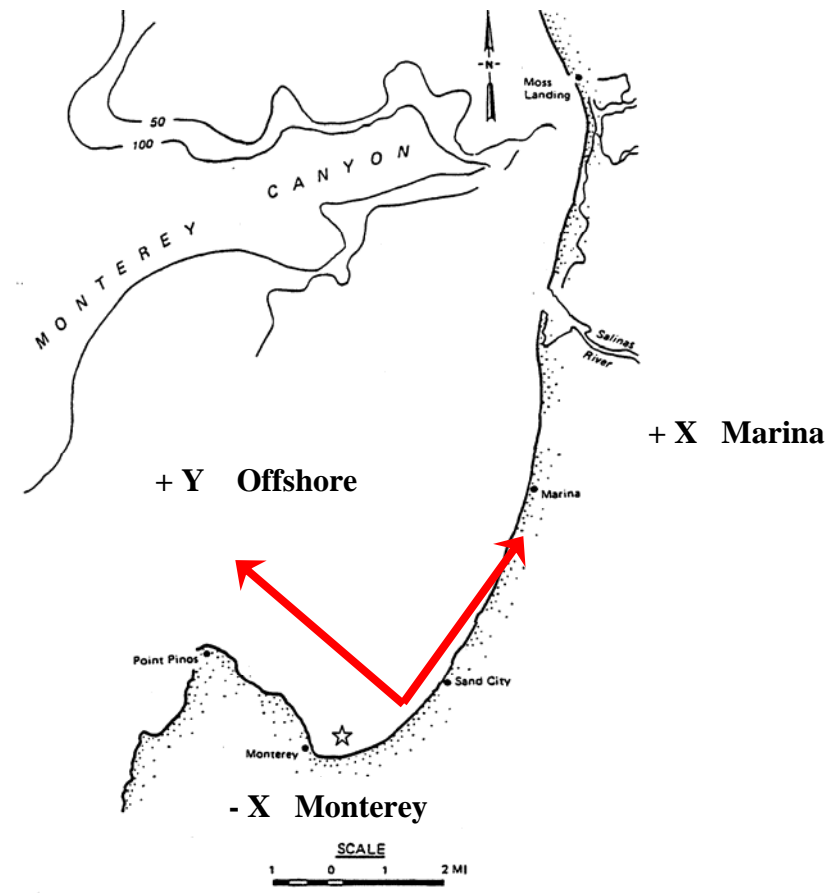 -N-
Moss
Landing
50
100
MONTEREY CANYON
Salinas
River
+ X Marina
+ Y Offshore
Marina
Point Pinos
Sand City
Monterey
- X Monterey
SCALE
1 0 1 2 MI